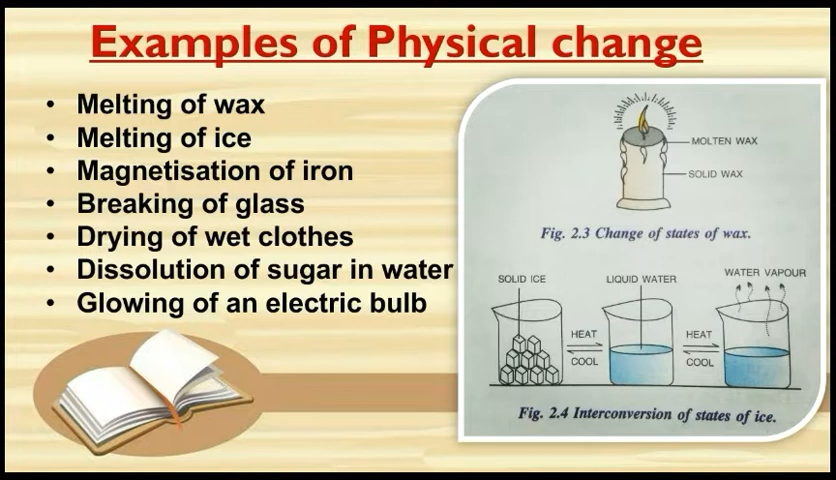 Examples of Physical change
• Melting of wax
• Melting of ice
• Magnetisation of iron
• Breaking of glass
• Drying of wet clothes
• Dissolution of sugar in water
• Glowing of an electric bulb
MOLTEN WAX
SOLID WAX
Fig. 2.3 Change of states of wax.
SOLID ICE
LIQUID WATER
WATER VAPOUR
HEAT
COOL
HEAT
COOL
Fig. 2.4 Interconversion of states of ice.